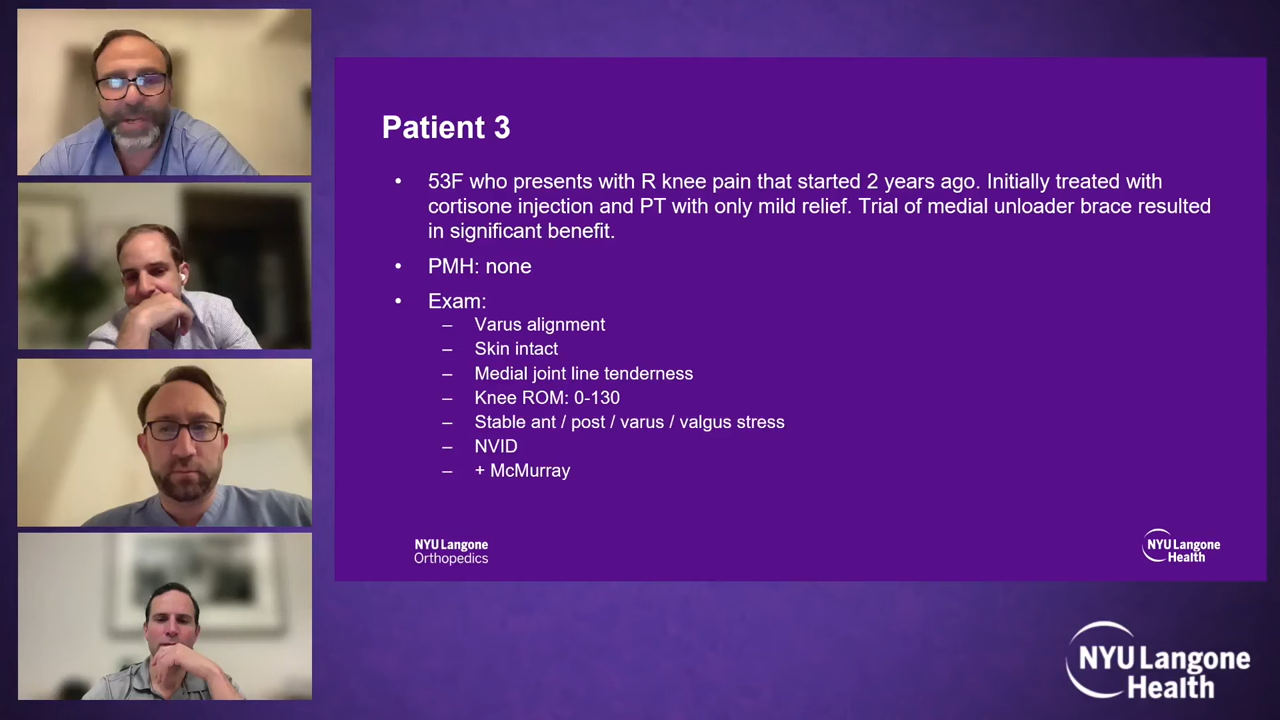 Patient 3
• 53F who presents with R knee pain that started 2 years ago. Initially treated with
cortisone injection and PT with only mild relief. Trial of medial unloader brace resulted
in significant benefit.
• PMH: none
• Exam:
– Varus alignment
– Skin intact
– Medial joint line tenderness
– Knee ROM: 0-130
– Stable ant / post / varus / valgus stress
– NVID
– + McMurray
NYU Langone
Orthopedics
NYU Langone
Health
NYU Langone
Health